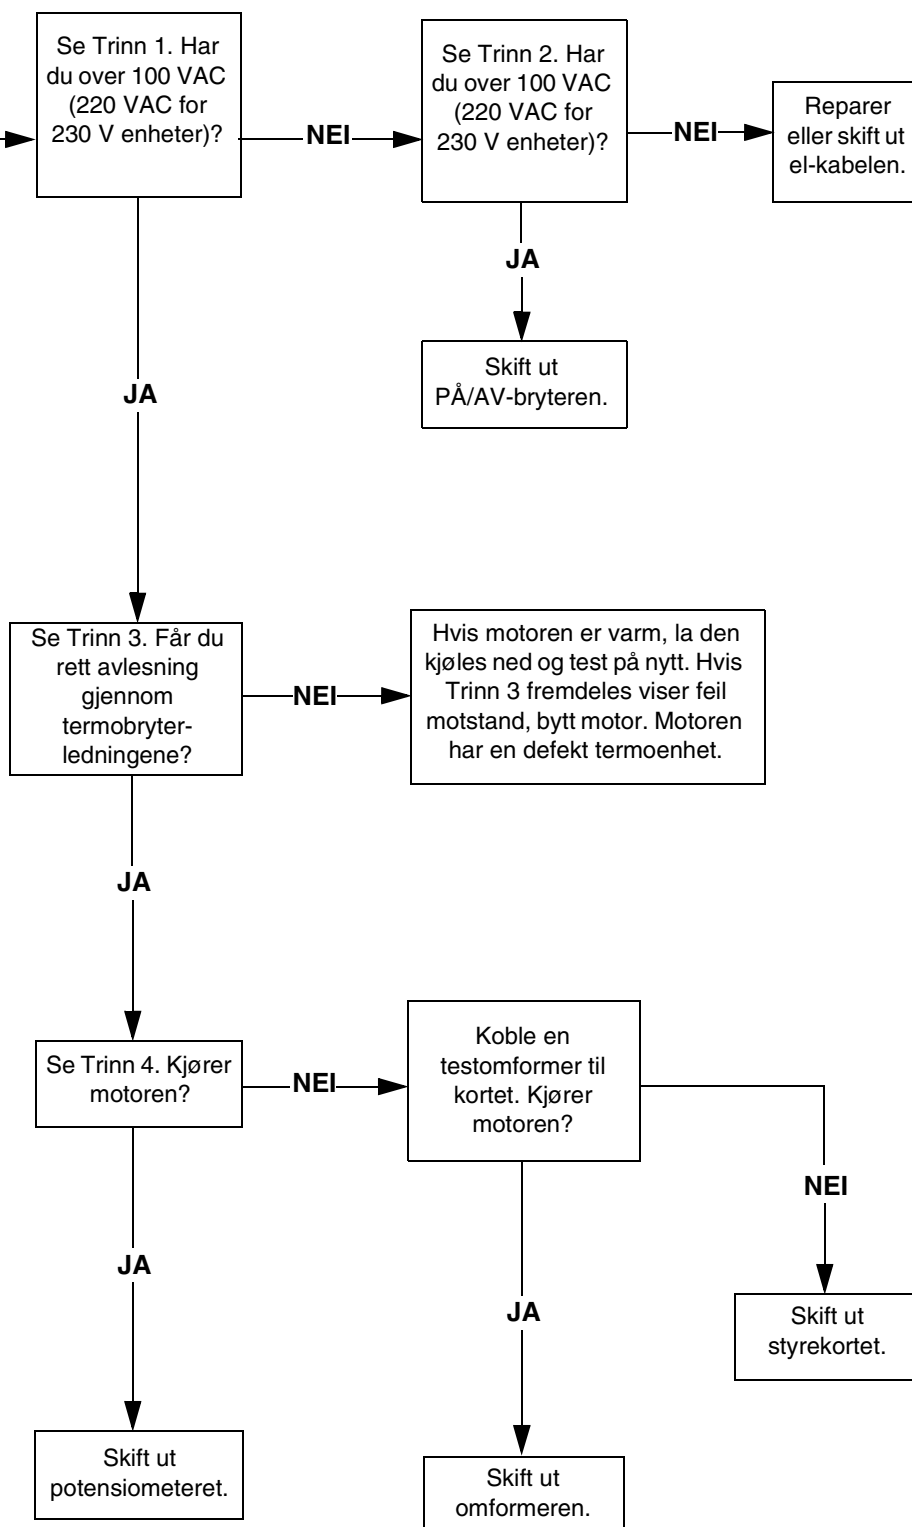 Se Trinn 1. Har
du over 100 VAC
(220 VAC for
230 V enheter)?
NEI
Se Trinn 2. Har
du over 100 VAC
(220 VAC for
230 V enheter)?
NEI
Reparer
eller skift ut
el-kabelen.
JA
Skift ut
PÅ/AV-bryteren.
JA
Se Trinn 3. Får du
rett avlesning
gjennom
termobryter-
ledningene?
NEI
Hvis motoren er varm, la den
kjøles ned og test på nytt. Hvis
Trinn 3 fremdeles viser feil
motstand, bytt motor. Motoren
har en defekt termoenhet.
JA
Se Trinn 4. Kjører
motoren?
NEI
Koble en
testomformer til
kortet. Kjører
motoren?
NEI
Skift ut
styrekortet.
JA
Skift ut
potensiometeret.
JA
Skift ut
omformeren.